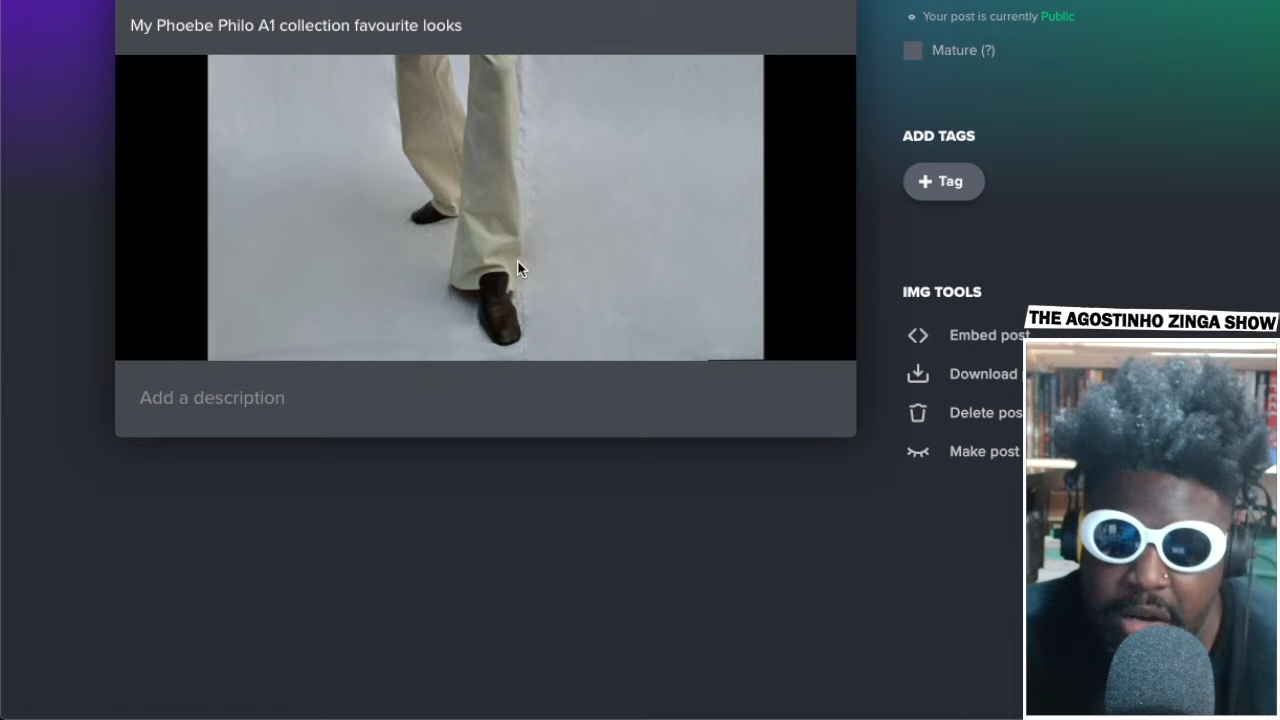 My Phoebe Philo A1 collection favourite looks
Your post is currently Public
Mature (?)
ADD TAGS
+ Tag
IMG TOOLS
Embed post
Download
Delete pos
Make post
Add a description
THE AGOSTINHO ZINGA SHOW